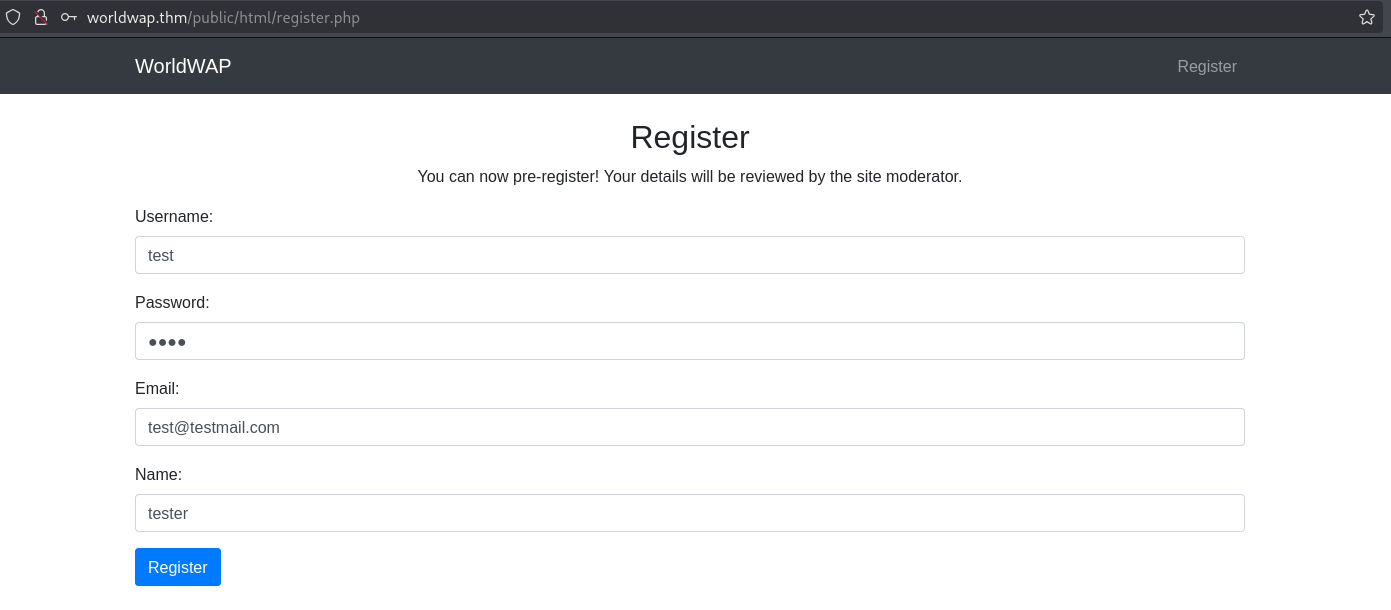 worldwap.thm/public/html/register.php
WorldWAP Register
Register
You can now pre-register! Your details will be reviewed by the site moderator.
Username:
test
Password:
●●●●
Email:
test@testmail.com
Name:
tester
Register